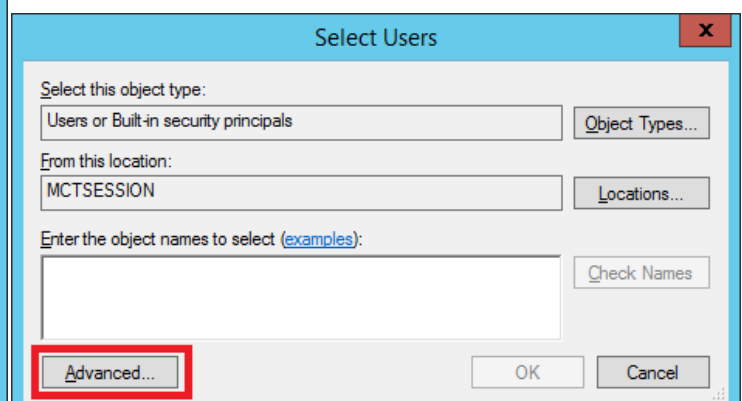 Select Users
x
Select this object type:
Users or Built-in security principals
Object Types...
From this location:
MCTSESSION
Locations...
Enter the object names to select (examples):
Check Names
Advanced...
OK
Cancel